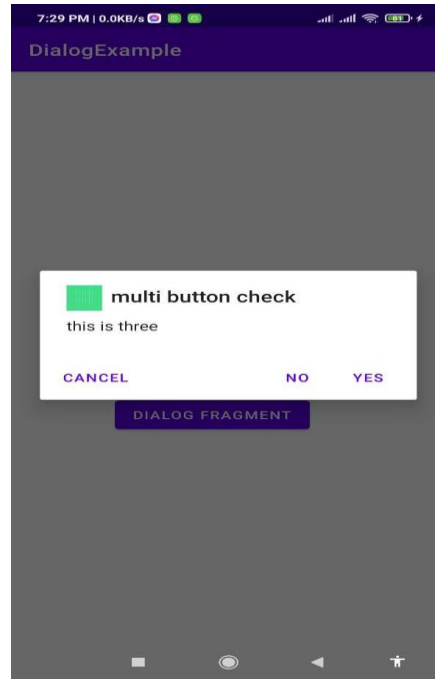 7:29 PM | 0.0KB/s
DialogExample
multi button check
this is three
CANCEL NO YES
DIALOG FRAGMENT